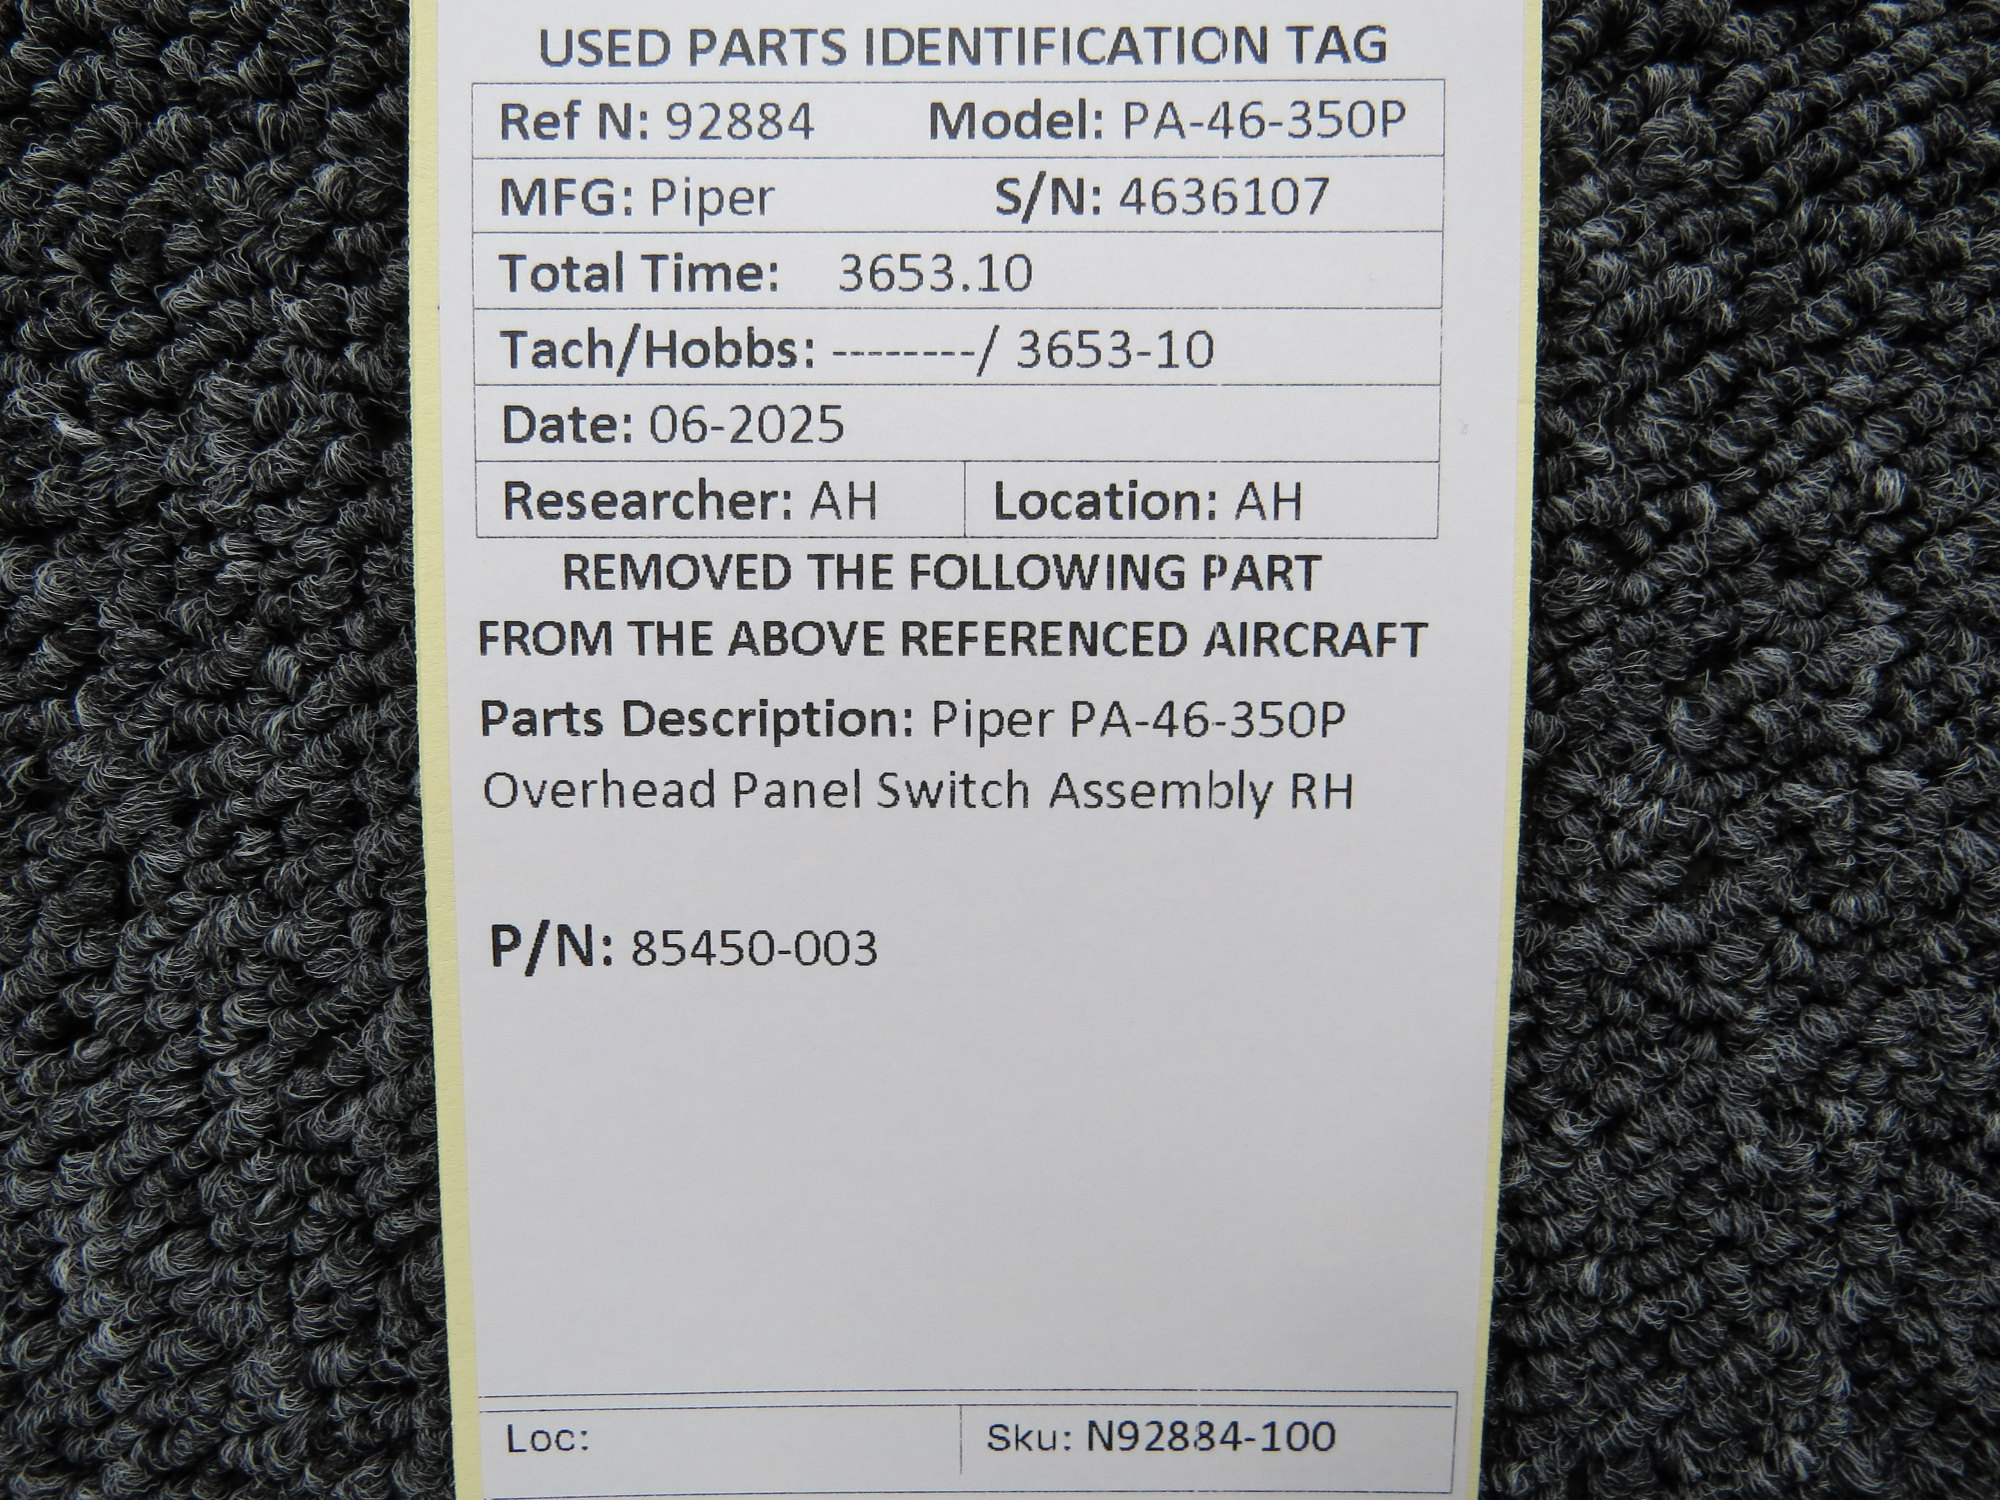 USED PARTS IDENTIFICATION TAG
Ref N: 92884 Model: PA-46-350P
MFG: Piper S/N: 4636107
Total Time: 3653.10
Tach/Hobbs: --------/ 3653-10
Date: 06-2025
Researcher: AH Location: AH
REMOVED THE FOLLOWING PART
FROM THE ABOVE REFERENCED AIRCRAFT
Parts Description: Piper PA-46-350P
Overhead Panel Switch Assembly RH
P/N: 85450-003
Loc: Sku: N92884-100